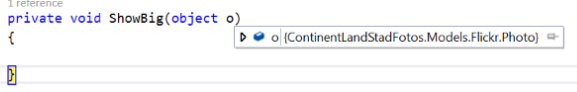 1 reference
private void ShowBig(object o)
{
o {ContinentLandStadFotos.Models.Flickr.Photo}
}